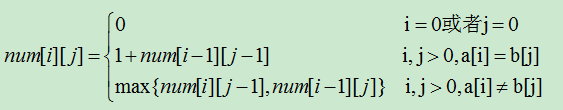 0 i = 0或者j = 0
num[i][j] = 1 + num[i−1][j−1] i, j > 0, a[i] = b[j]
max{num[i][j−1], num[i−1][j]} i, j > 0, a[i] ≠ b[j]